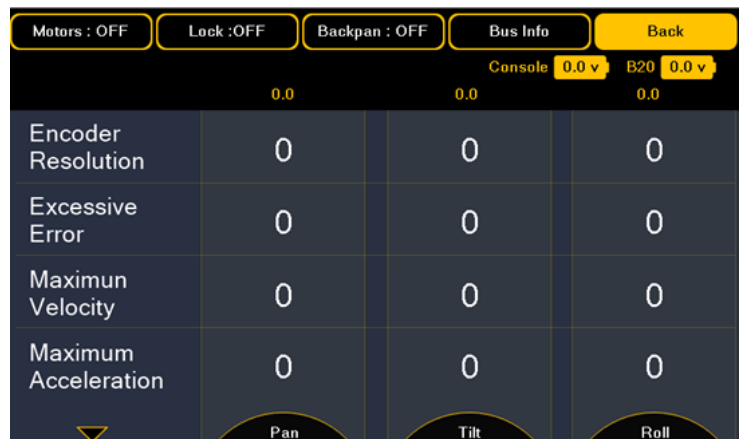 Motors : OFF Lock :OFF Backpan : OFF Bus Info Back
Console 0.0 v B20 0.0 v
0.0 0.0 0.0
Encoder
Resolution 0 0 0
Excessive
Error 0 0 0
Maximun
Velocity 0 0 0
Maximum
Acceleration 0 0 0
Pan Tilt Roll